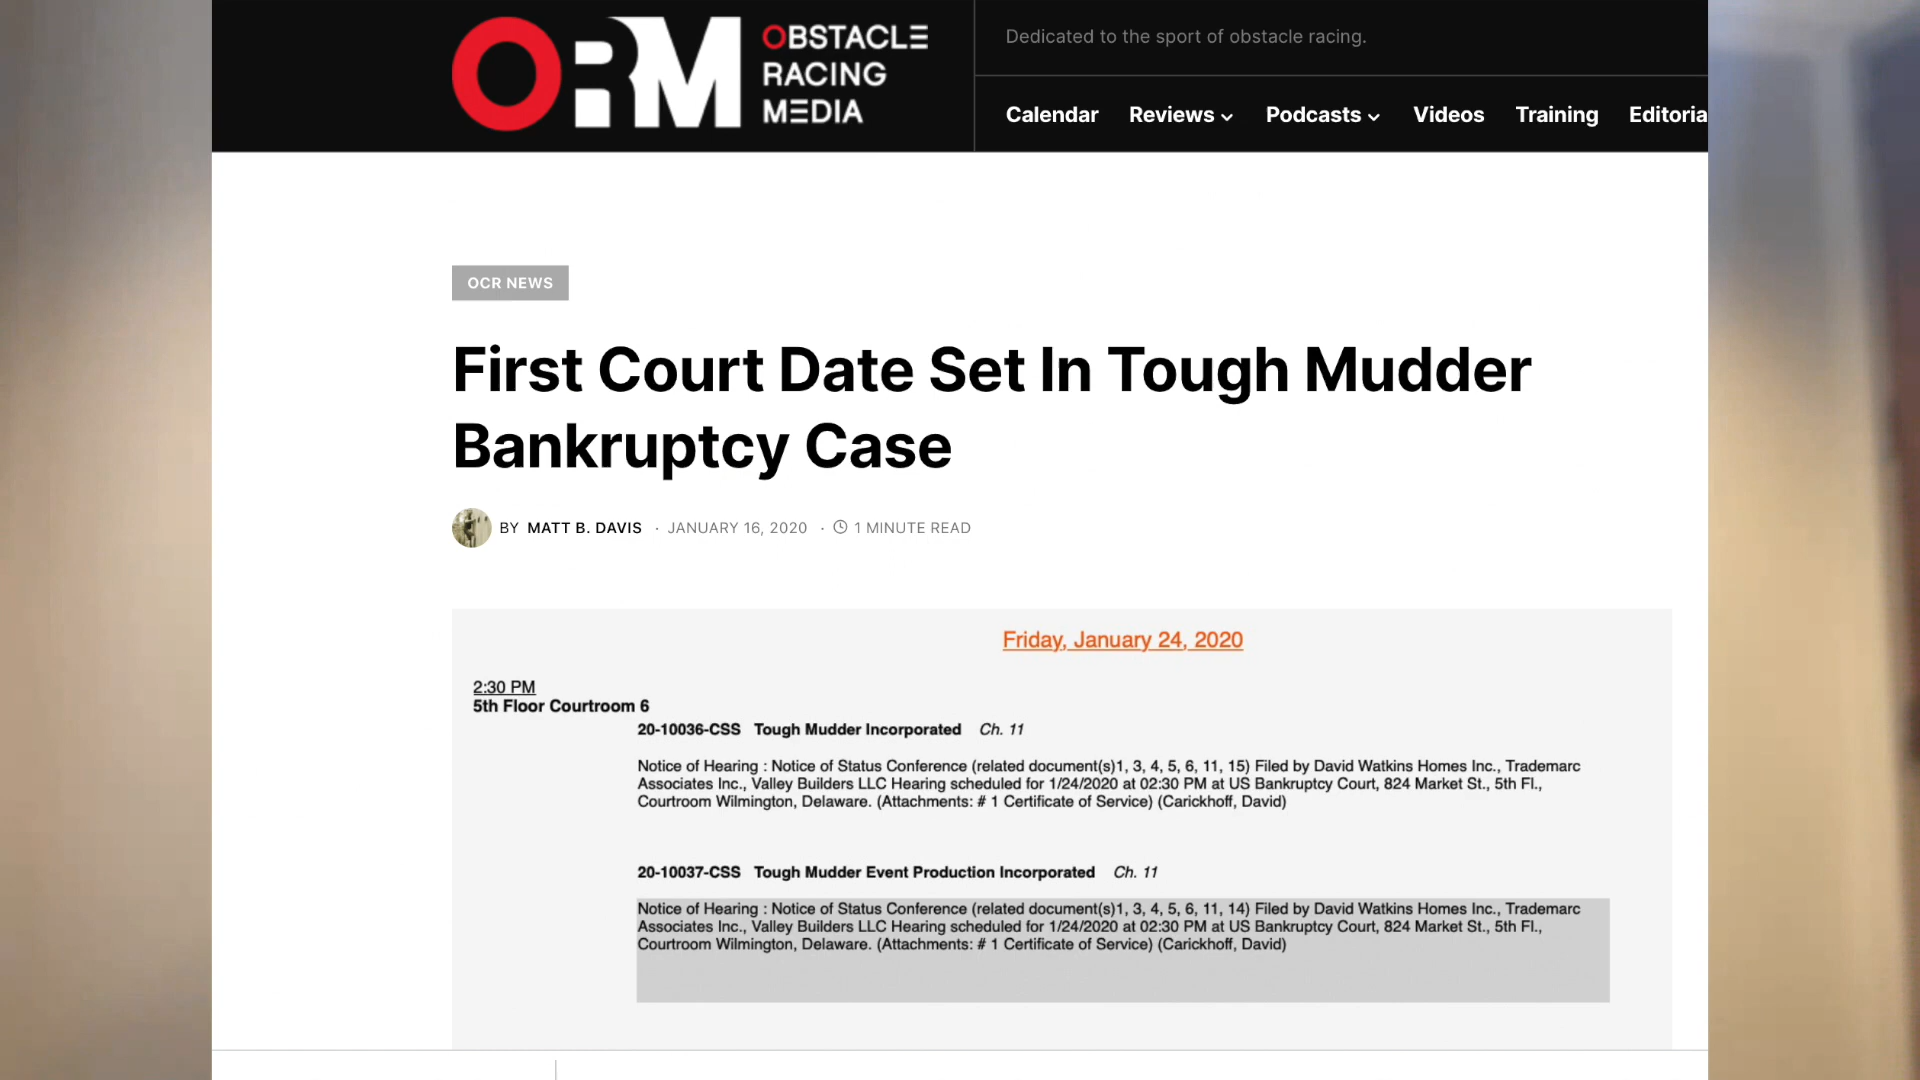 ORM
OBSTACLE
RACING
MEDIA
Dedicated to the sport of obstacle racing.
Calendar Reviews Podcasts Videos Training Editoria
OCR NEWS
First Court Date Set In Tough Mudder
Bankruptcy Case
BY MATT B. DAVIS · JANUARY 16, 2020 · 1 MINUTE READ
Friday, January 24, 2020
2:30 PM
5th Floor Courtroom 6
20-10036-CSS Tough Mudder Incorporated Ch. 11
Notice of Hearing : Notice of Status Conference (related document(s)1, 3, 4, 5, 6, 11, 15) Filed by David Watkins Homes Inc., Trademarc
Associates Inc., Valley Builders LLC Hearing scheduled for 1/24/2020 at 02:30 PM at US Bankruptcy Court, 824 Market St., 5th Fl.,
Courtroom Wilmington, Delaware. (Attachments: # 1 Certificate of Service) (Carickhoff, David)
20-10037-CSS Tough Mudder Event Production Incorporated Ch. 11
Notice of Hearing : Notice of Status Conference (related document(s)1, 3, 4, 5, 6, 11, 14) Filed by David Watkins Homes Inc., Trademarc
Associates Inc., Valley Builders LLC Hearing scheduled for 1/24/2020 at 02:30 PM at US Bankruptcy Court, 824 Market St., 5th Fl.,
Courtroom Wilmington, Delaware. (Attachments: # 1 Certificate of Service) (Carickhoff, David)